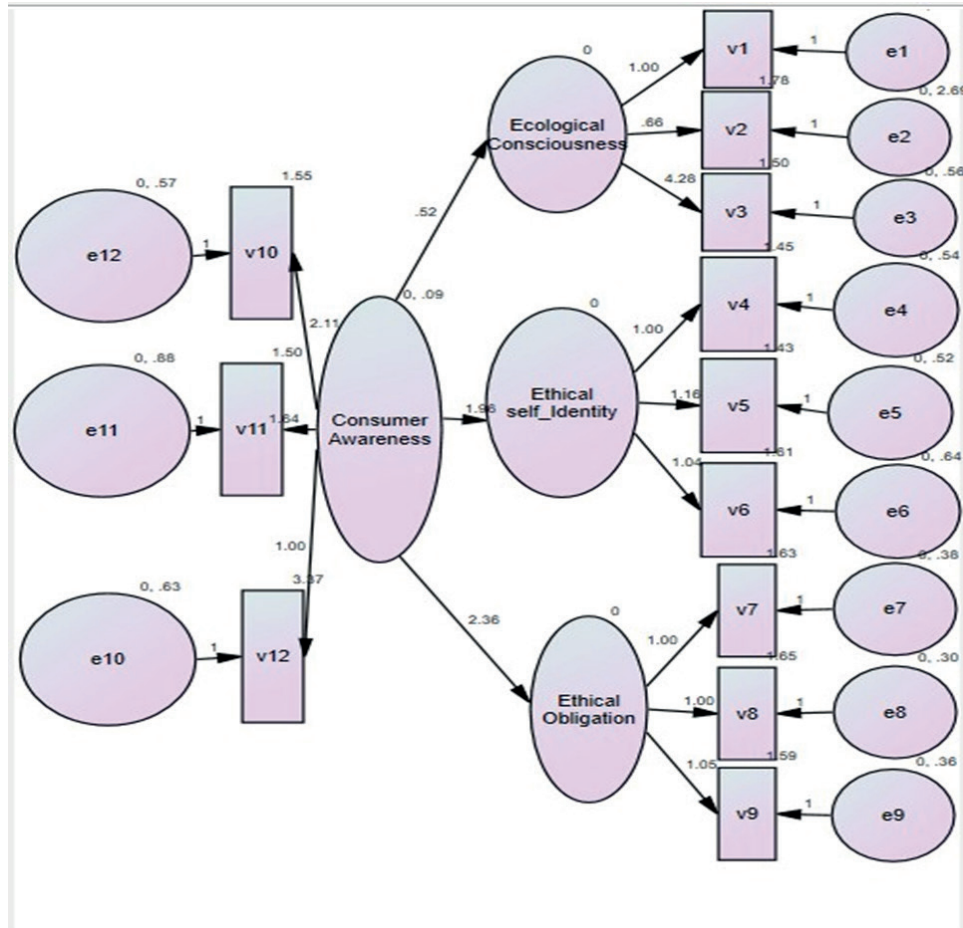 0
1.00
v1
1
e1
1.78
0, 2.69
Ecological
Consciousness
.66
v2
1
e2
1.50
0, .56
4.28
v3
1
e3
1.45
0, .54
.52
0, .57
1.55
e12
1
v10
2.11
0, .09
0
1.00
v4
1
e4
1.43
0, .52
0, .88
1.50
e11
1
v11
1.64
Consumer
Awareness
1.96
Ethical
self_Identity
1.16
v5
1
e5
1.61
0, .64
1.04
v6
1
e6
1.63
0, .38
0, .63
1.00
3.37
e10
1
v12
2.36
0
1.00
v7
1
e7
1.65
0, .30
Ethical
Obligation
1.00
v8
1
e8
1.59
0, .36
1.05
v9
1
e9